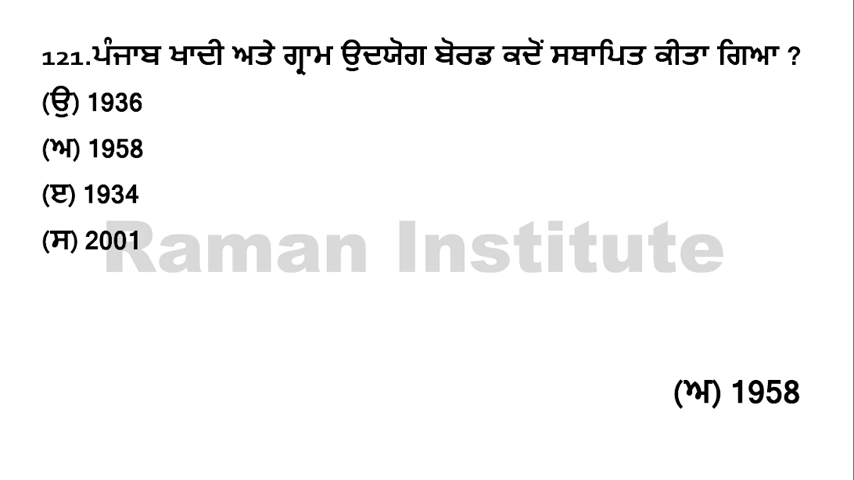 121.ਪੰਜਾਬ ਖਾਦੀ ਅਤੇ ਗ੍ਰਾਮ ਉਦਯੋਗ ਬੋਰਡ ਕਦੋਂ ਸਥਾਪਿਤ ਕੀਤਾ ਗਿਆ ?
(ਉ) 1936
(ਅ) 1958
(ੲ) 1934
(ਸ) 2001
Raman Institute
(ਅ) 1958